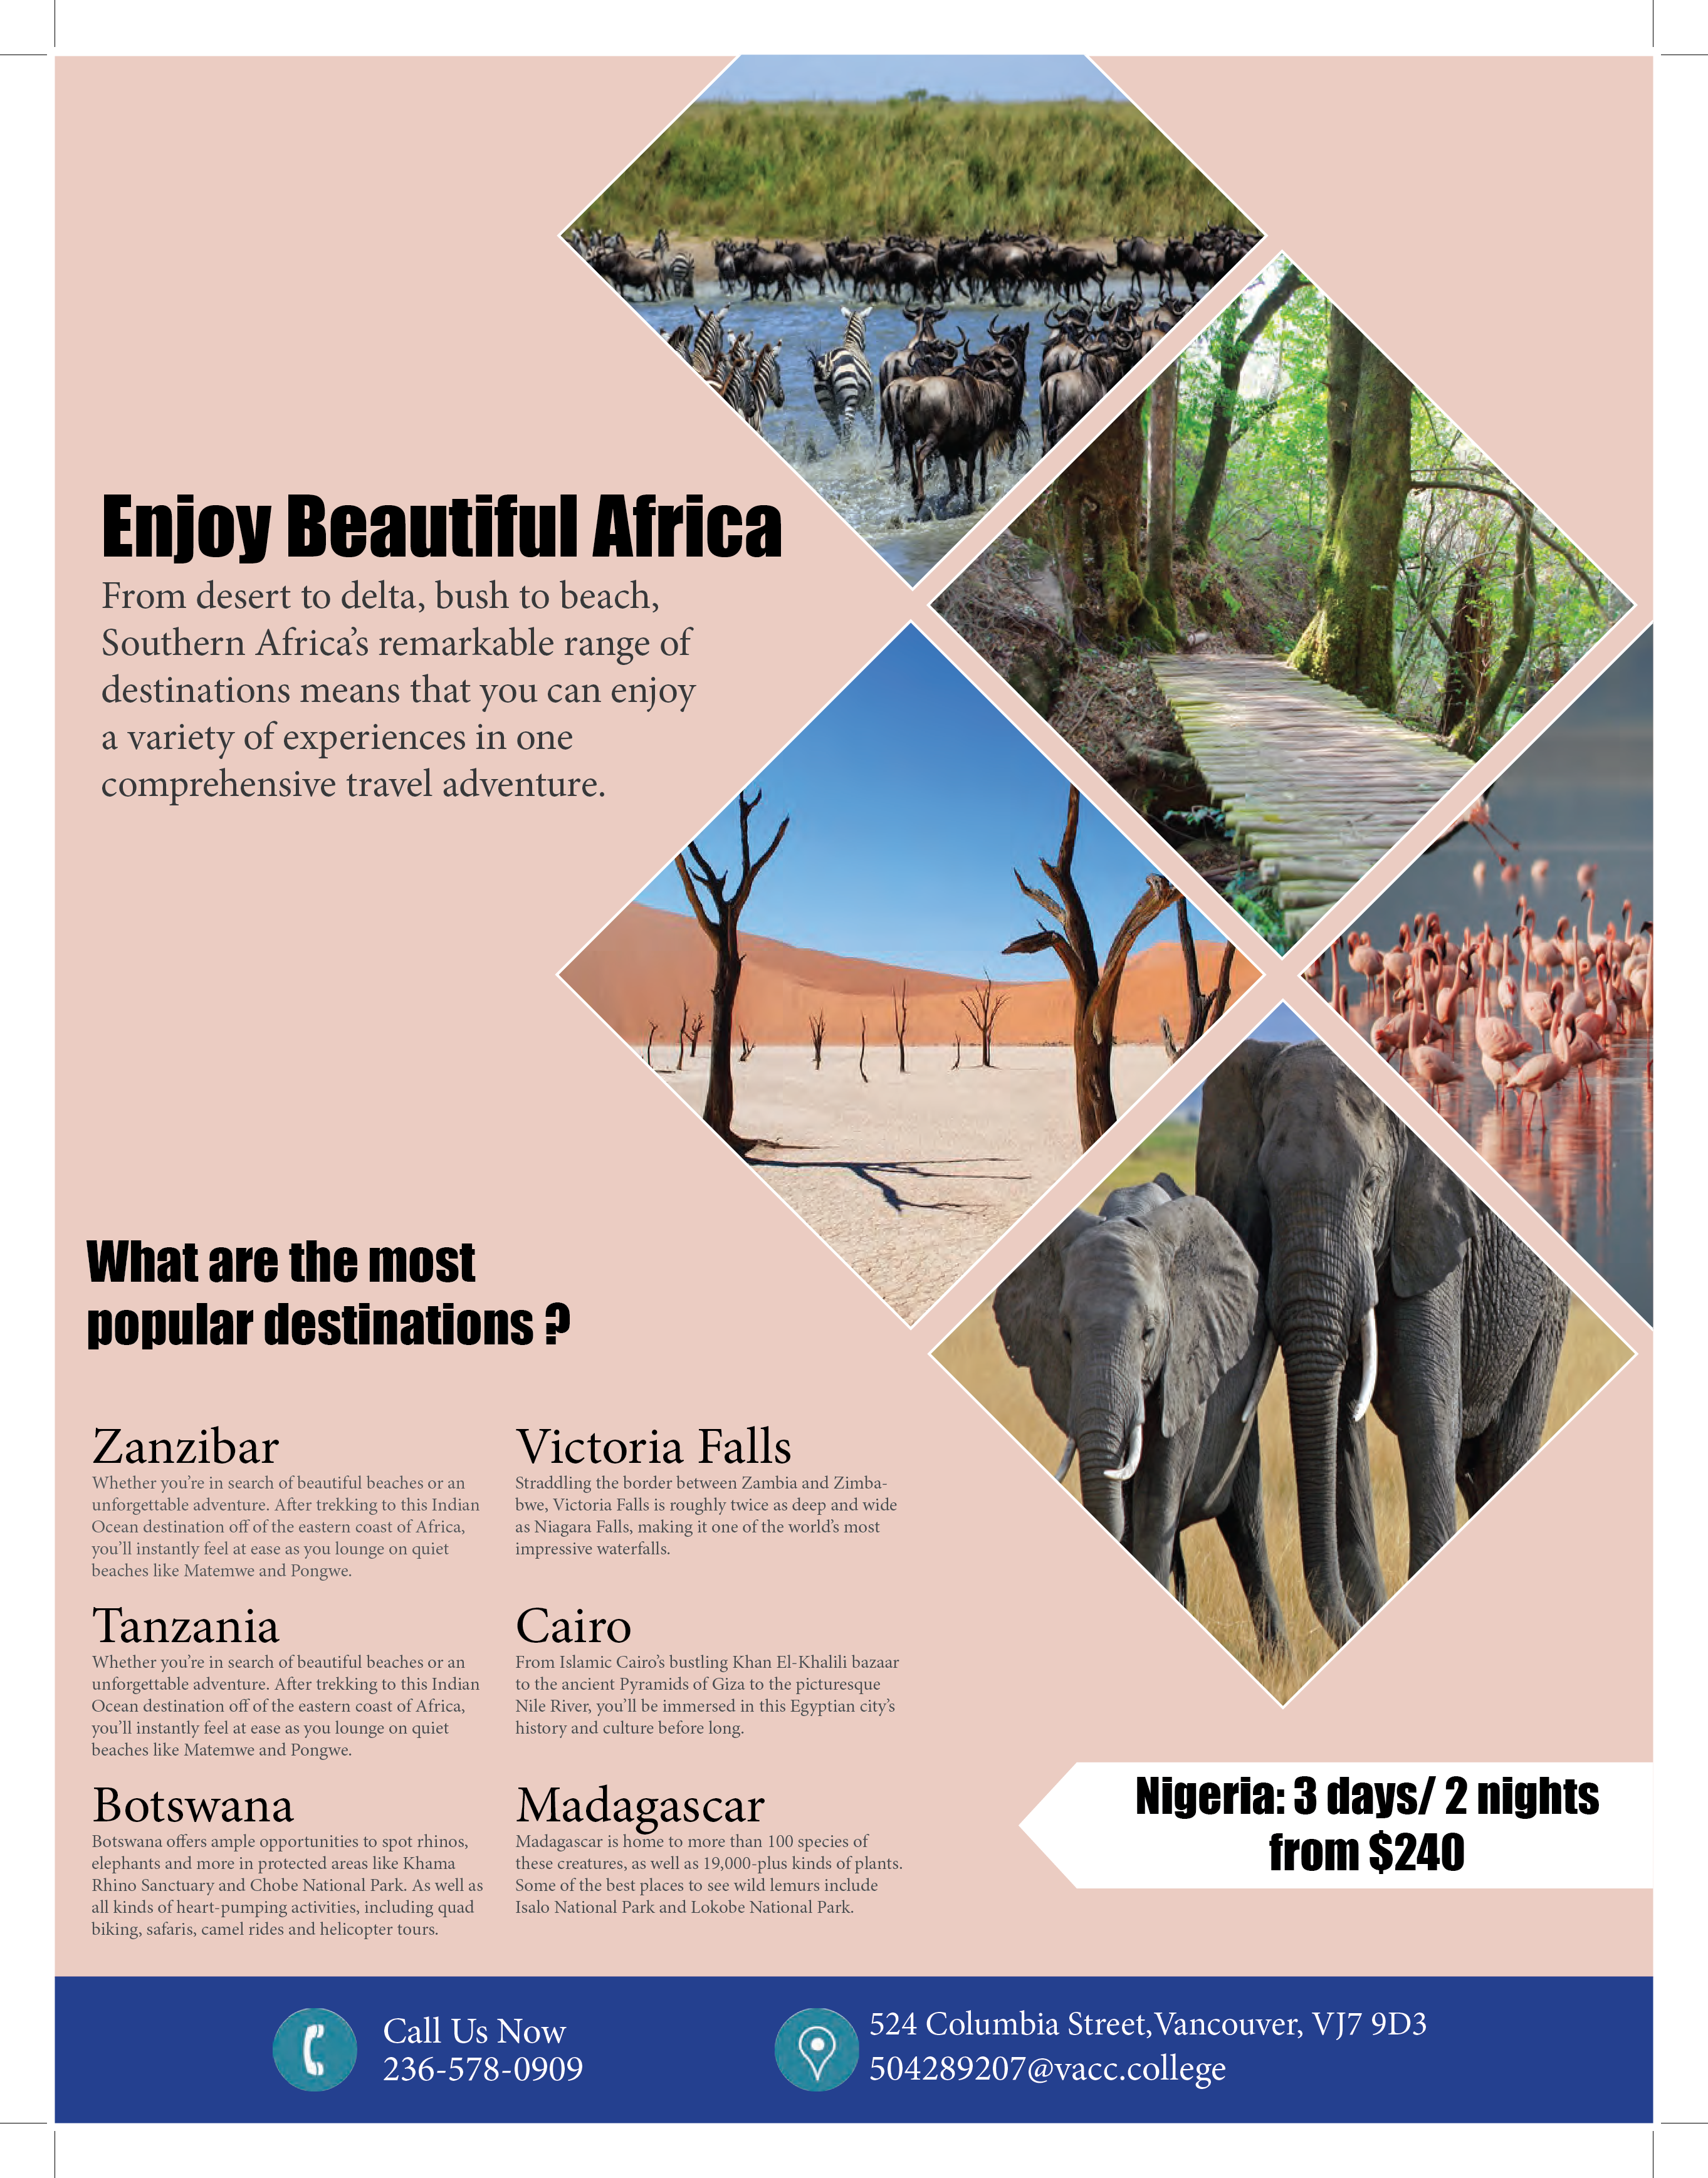 Enjoy Beautiful Africa
From desert to delta, bush to beach,
Southern Africa’s remarkable range of
destinations means that you can enjoy
a variety of experiences in one
comprehensive travel adventure.
What are the most
popular destinations ?
Zanzibar
Whether you’re in search of beautiful beaches or an
unforgettable adventure. After trekking to this Indian
Ocean destination off of the eastern coast of Africa,
you’ll instantly feel at ease as you lounge on quiet
beaches like Matemwe and Pongwe.
Tanzania
Whether you’re in search of beautiful beaches or an
unforgettable adventure. After trekking to this Indian
Ocean destination off of the eastern coast of Africa,
you’ll instantly feel at ease as you lounge on quiet
beaches like Matemwe and Pongwe.
Botswana
Botswana offers ample opportunities to spot rhinos,
elephants and more in protected areas like Khama
Rhino Sanctuary and Chobe National Park. As well as
all kinds of heart-pumping activities, including quad
biking, safaris, camel rides and helicopter tours.
Victoria Falls
Straddling the border between Zambia and Zimba-
bwe, Victoria Falls is roughly twice as deep and wide
as Niagara Falls, making it one of the world’s most
impressive waterfalls.
Cairo
From Islamic Cairo’s bustling Khan El-Khalili bazaar
to the ancient Pyramids of Giza to the picturesque
Nile River, you’ll be immersed in this Egyptian city’s
history and culture before long.
Madagascar
Madagascar is home to more than 100 species of
these creatures, as well as 19,000-plus kinds of plants.
Some of the best places to see wild lemurs include
Isalo National Park and Lokobe National Park.
Nigeria: 3 days/ 2 nights
from $240
Call Us Now
236-578-0909
524 Columbia Street,Vancouver, VJ7 9D3
504289207@vacc.college